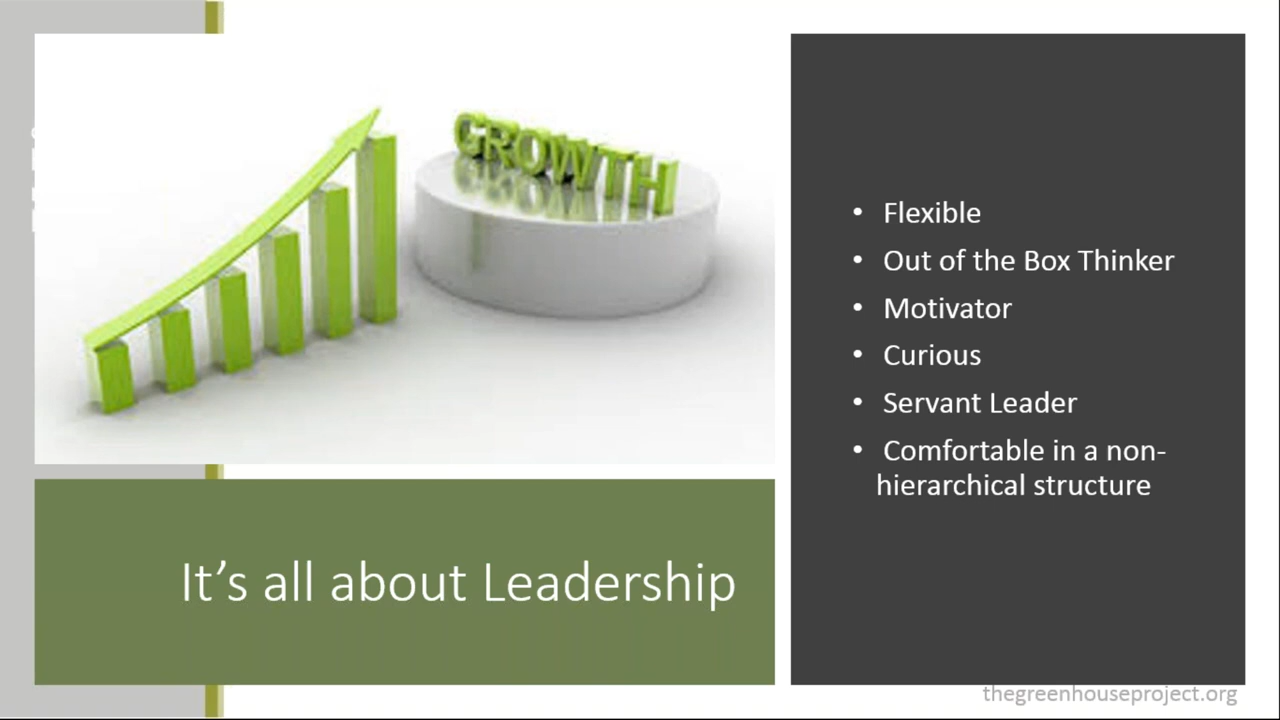 GROWTH
It's all about Leadership
• Flexible
• Out of the Box Thinker
• Motivator
• Curious
• Servant Leader
• Comfortable in a non-
hierarchical structure
thegreenhouseproject.org